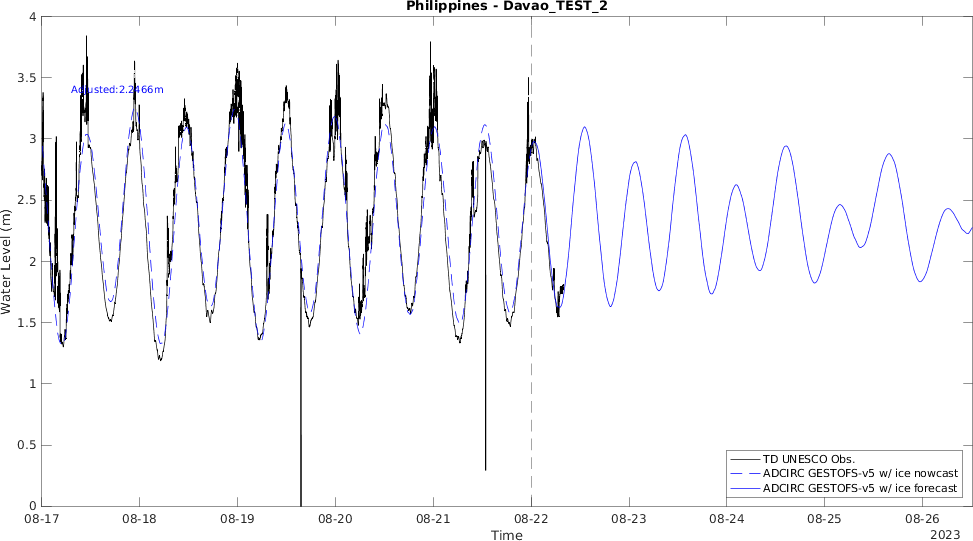 Philippines - Davao_TEST_2
Water Level (m)
4
3.5
3
2.5
2
1.5
1
0.5
0
Adjusted:2.2466m
TD UNESCO Obs.
ADCIRC GESTOFS-v5 w/ ice nowcast
ADCIRC GESTOFS-v5 w/ ice forecast
08-17 08-18 08-19 08-20 08-21 08-22 08-23 08-24 08-25 08-26
Time
2023